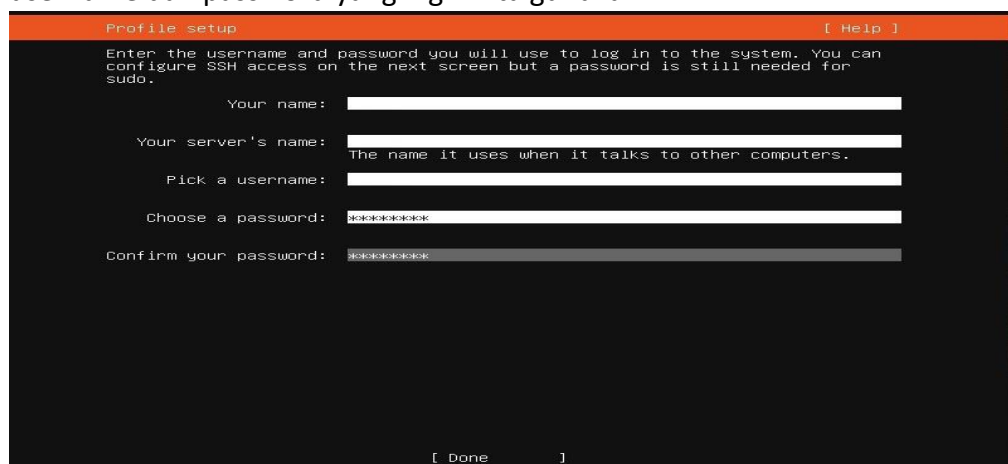 Profile setup [ Help ]
Enter the username and password you will use to log in to the system. You can
configure SSH access on the next screen but a password is still needed for
sudo.
Your name:
Your server's name:
The name it uses when it talks to other computers.
Pick a username:
Choose a password: *********
Confirm your password: *********
[ Done ]